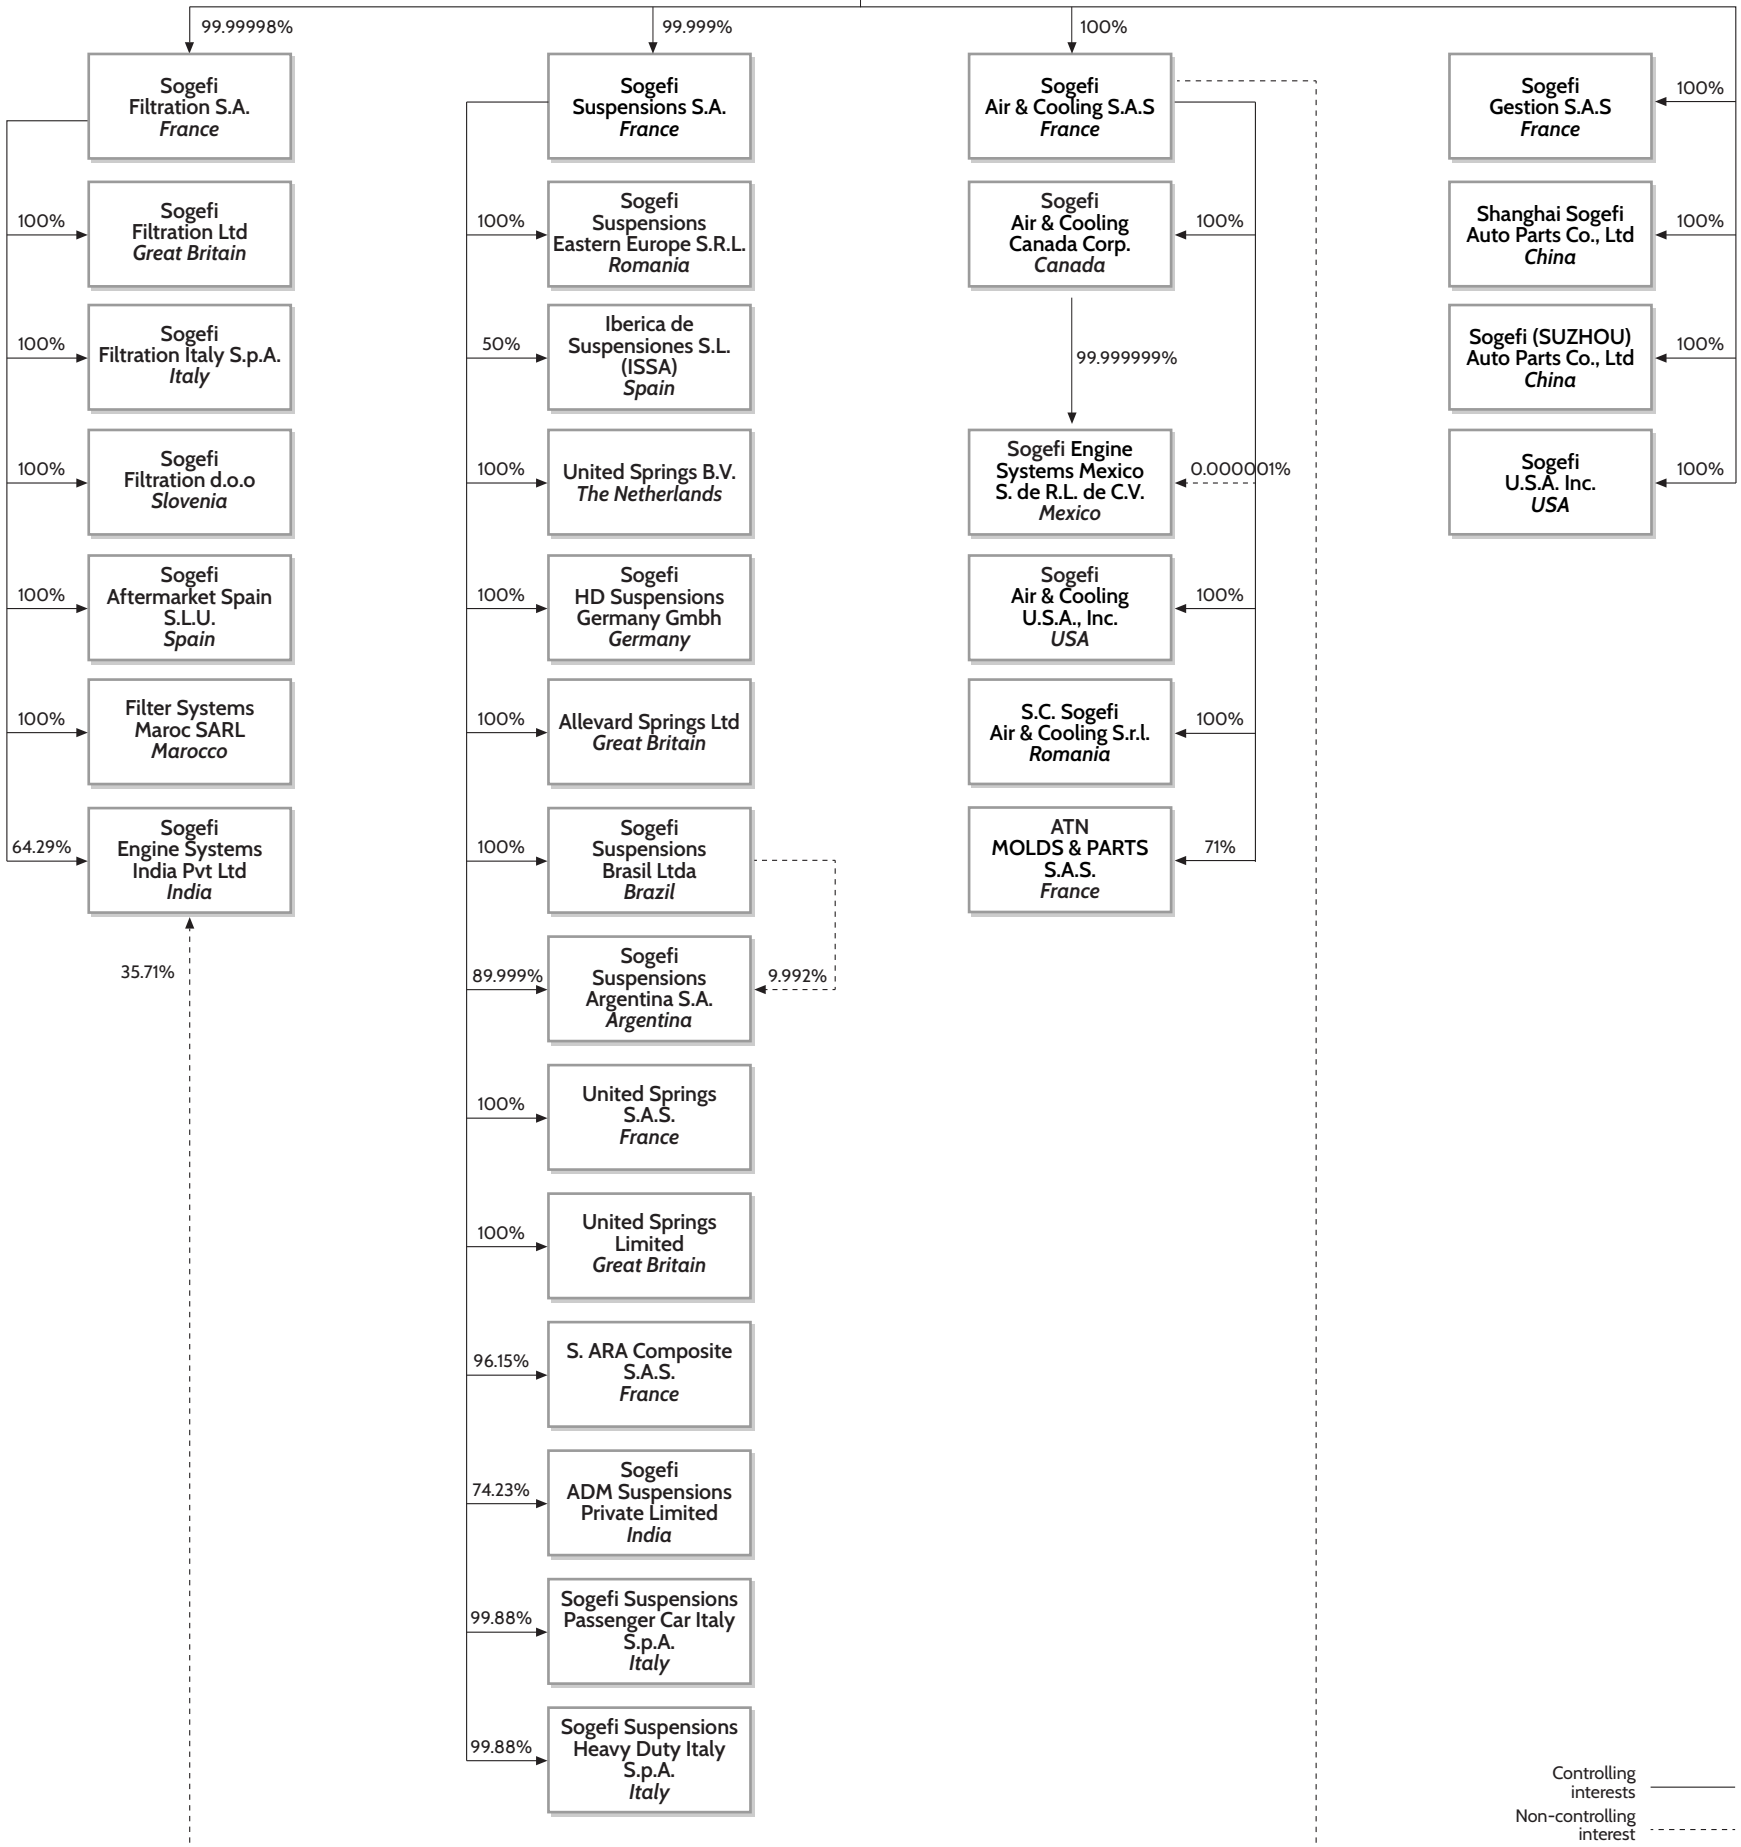 99.99998%
99.999%
100%
Sogefi
Filtration S.A.
France
100%
Sogefi
Filtration Ltd
Great Britain
100%
Sogefi
Filtration Italy S.p.A.
Italy
100%
Sogefi
Filtration d.o.o
Slovenia
100%
Sogefi
Aftermarket Spain
S.L.U.
Spain
100%
Filter Systems
Maroc SARL
Marocco
64.29%
Sogefi
Engine Systems
India Pvt Ltd
India
35.71%
Sogefi
Suspensions S.A.
France
100%
Sogefi
Suspensions
Eastern Europe S.R.L.
Romania
50%
Iberica de
Suspensiones S.L.
(ISSA)
Spain
100%
United Springs B.V.
The Netherlands
100%
Sogefi
HD Suspensions
Germany Gmbh
Germany
100%
Allevard Springs Ltd
Great Britain
100%
Sogefi
Suspensions
Brasil Ltda
Brazil
89.999%
Sogefi
Suspensions
Argentina S.A.
Argentina
9.992%
100%
United Springs
S.A.S.
France
100%
United Springs
Limited
Great Britain
96.15%
S. ARA Composite
S.A.S.
France
74.23%
Sogefi
ADM Suspensions
Private Limited
India
99.88%
Sogefi Suspensions
Passenger Car Italy
S.p.A.
Italy
99.88%
Sogefi Suspensions
Heavy Duty Italy
S.p.A.
Italy
Sogefi
Air & Cooling S.A.S
France
Sogefi
Air & Cooling
Canada Corp.
Canada
100%
99.999999%
Sogefi Engine
Systems Mexico
S. de R.L. de C.V.
Mexico
0.000001%
Sogefi
Air & Cooling
U.S.A., Inc.
USA
100%
S.C. Sogefi
Air & Cooling S.r.l.
Romania
100%
ATN
MOLDS & PARTS
S.A.S.
France
71%
Sogefi
Gestion S.A.S
France
100%
Shanghai Sogefi
Auto Parts Co., Ltd
China
100%
Sogefi (SUZHOU)
Auto Parts Co., Ltd
China
100%
Sogefi
U.S.A. Inc.
USA
100%
Controlling
interests
Non-controlling
interest